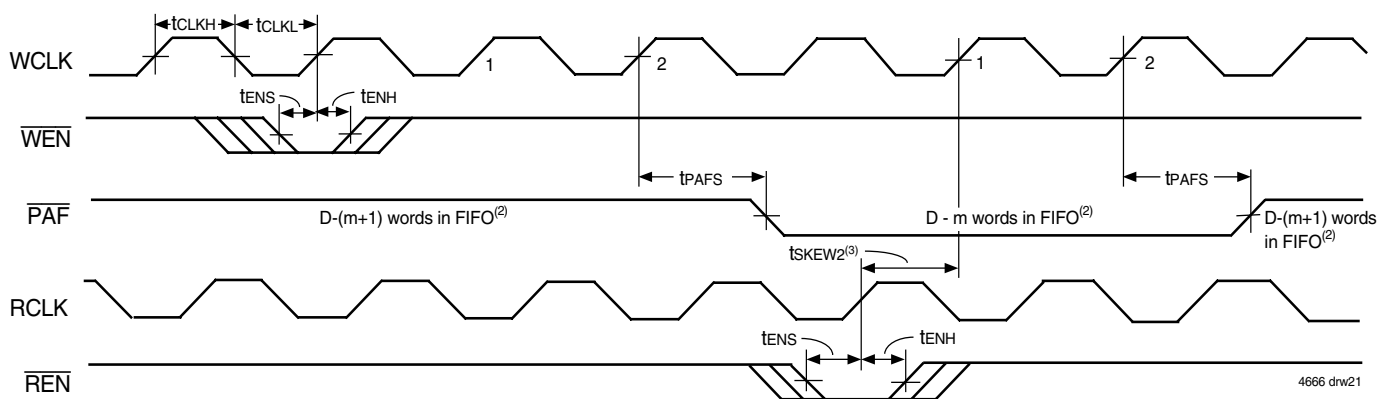 tCLKH
tCLKL
WCLK
1
2
1
2
tENS
tENH
WEN
tPAFS
tPAFS
PAF
D-(m+1) words in FIFO(2)
D - m words in FIFO(2)
D-(m+1) words
in FIFO(2)
tSKEW2(3)
RCLK
tENS
tENH
REN
4666 drw21